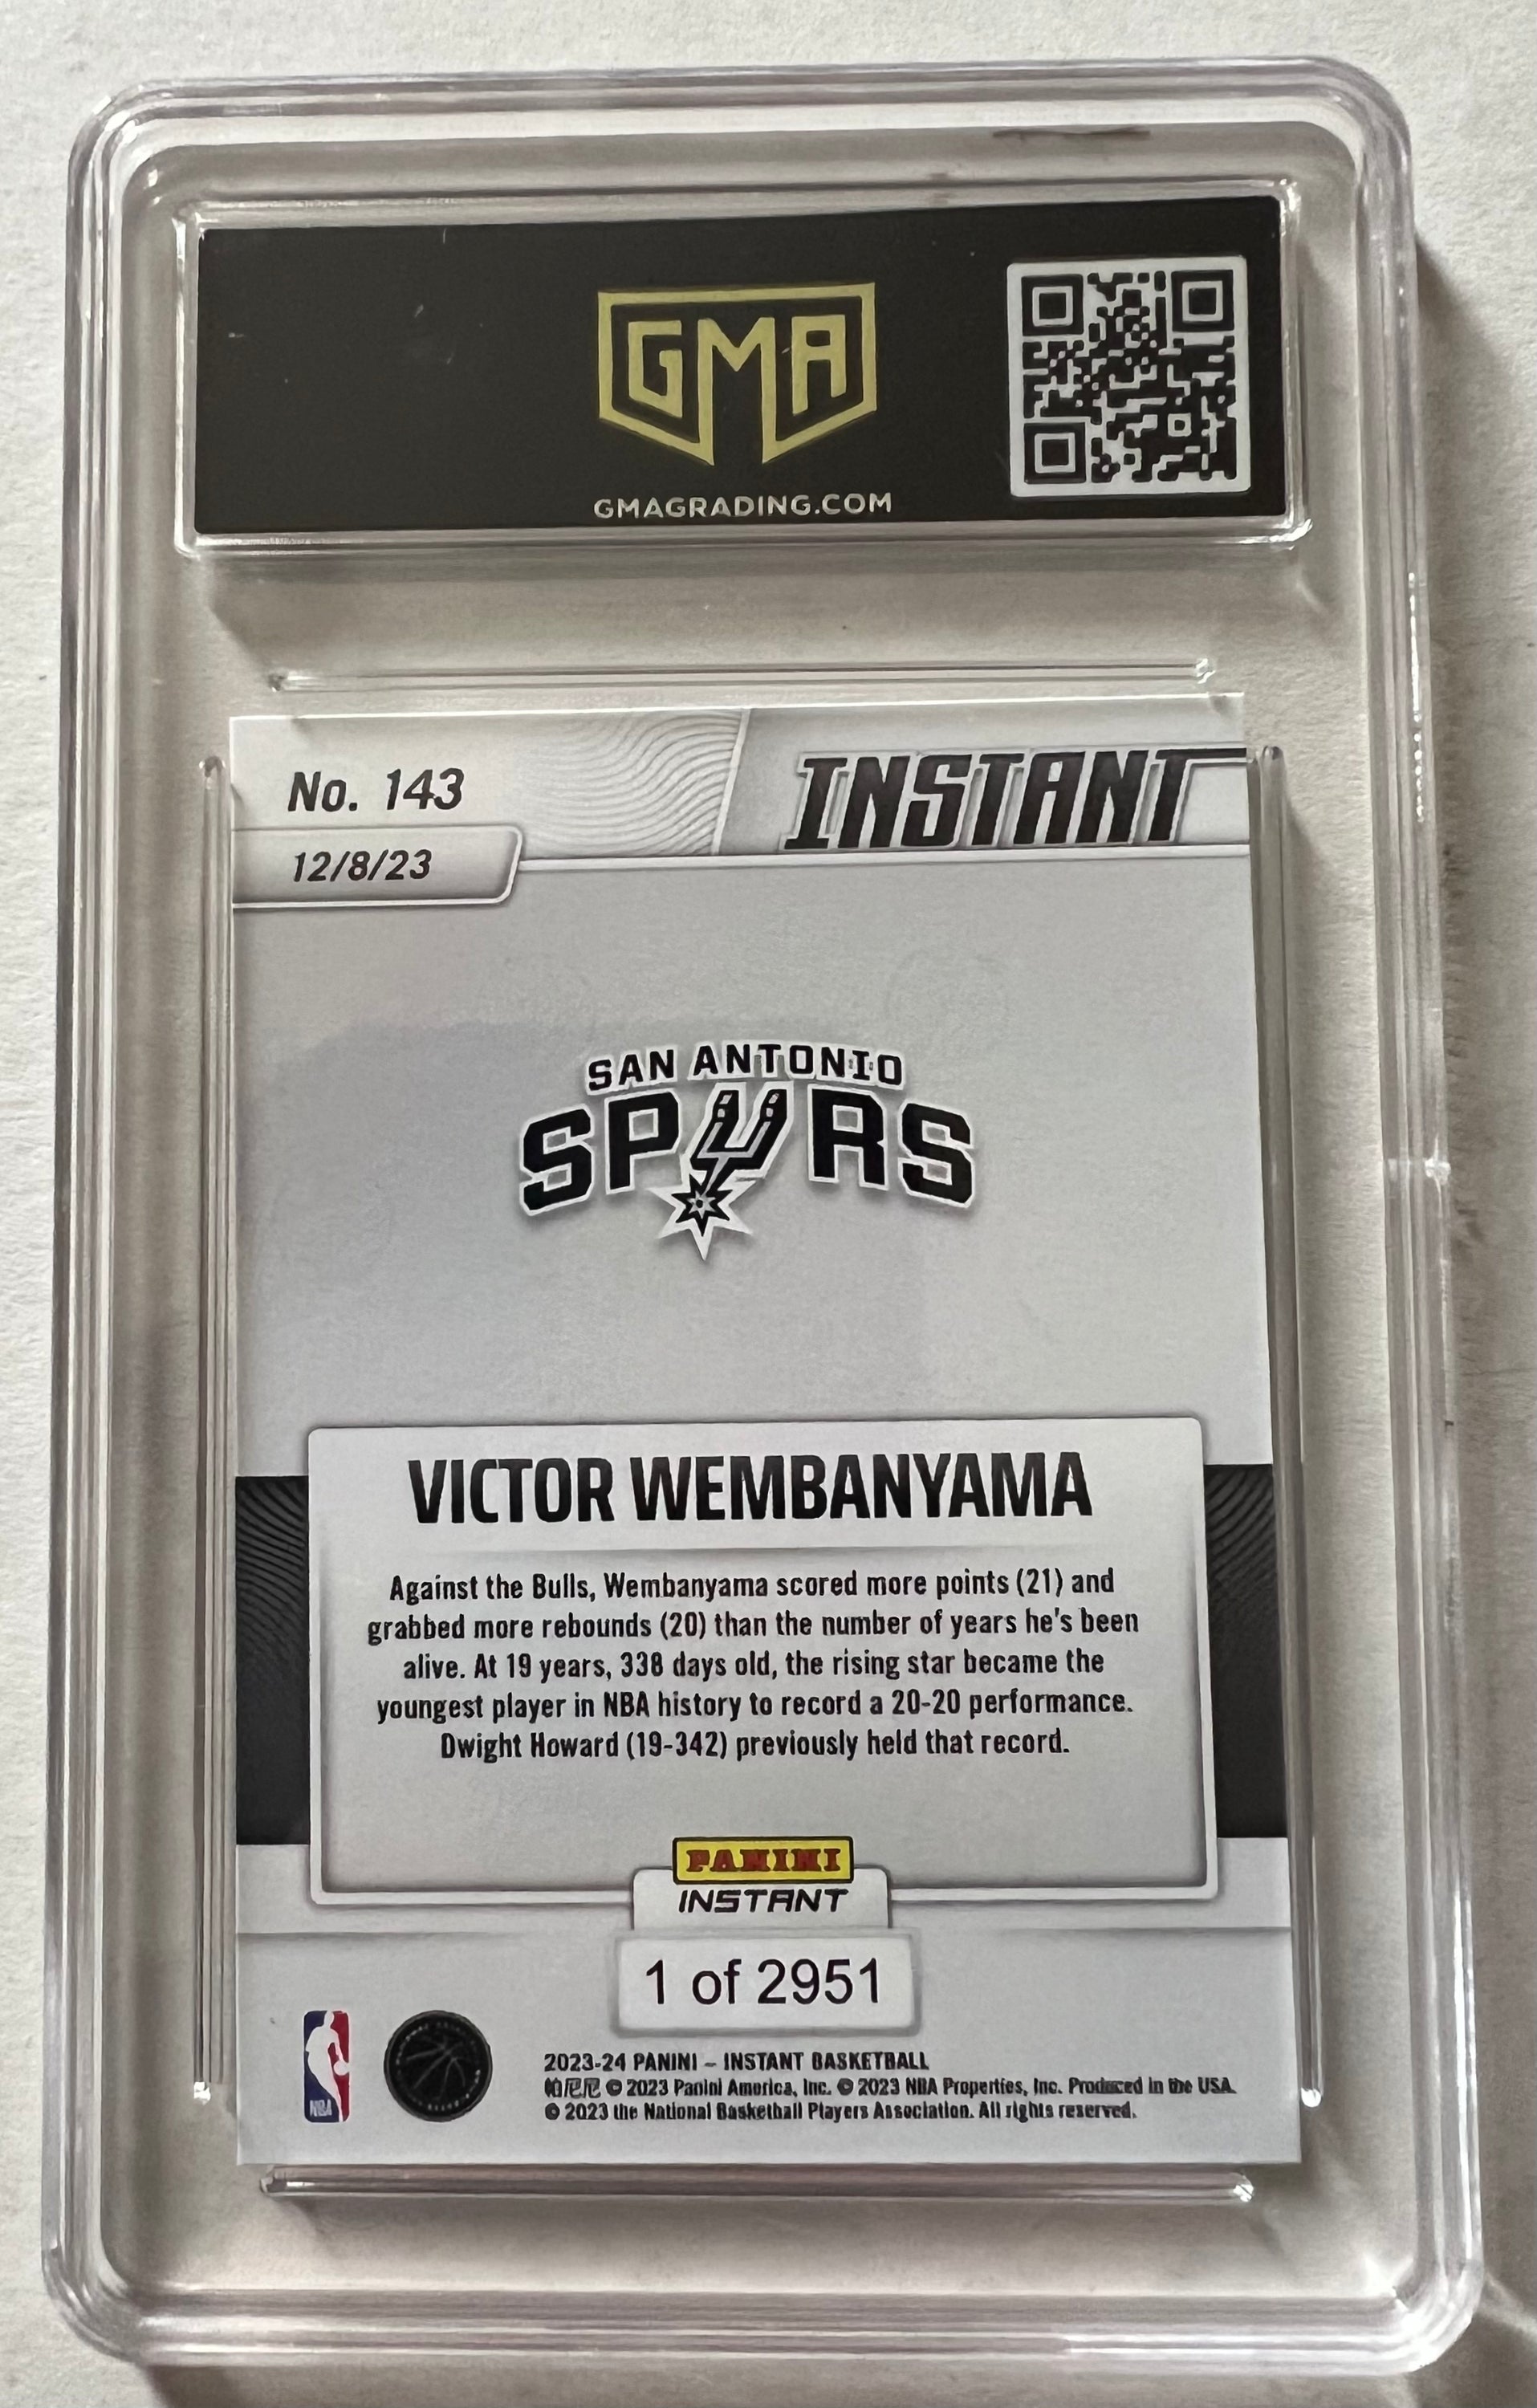 GMA
GMAGRADING.COM
No. 143
INSTANT
12/8/23
SAN ANTONIO
SPURS
VICTOR WEMBANYAMA
Against the Bulls, Wembanyama scored more points (21) and
grabbed more rebounds (20) than the number of years he's been
alive. At 19 years, 338 days old, the rising star became the
youngest player in NBA history to record a 20-20 performance.
Dwight Howard (19-342) previously held that record.
PANINI
INSTANT
1 of 2951
NBA
2023-24 PANINI – INSTANT BASKETBALL
帕尼尼 © 2023 Panini America, Inc. © 2023 NBA Properties, Inc. Produced in the USA.
© 2023 the National Basketball Players Association. All rights reserved.